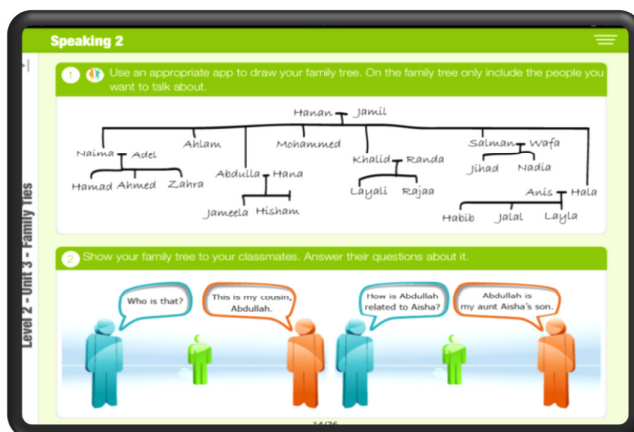 Speaking 2
1 Use an appropriate app to draw your family tree. On the family tree only include the people you
want to talk about.
Hanan Jamil
Naima Adel
Ahlam
Abdulla Hana
Mohammed
Khalid Randa
Salman Wafa
Anis Hala
Hamad Ahmed Zahra
Jameela Hisham
Layali Rajaa
Jihad Nadia
Habib Jalal Layla
2 Show your family tree to your classmates. Answer their questions about it.
Who is that?
This is my cousin,
Abdullah.
How is Abdullah
related to Aisha?
Abdullah is
my aunt Aisha's son.
Level 2 - Unit 3 - Family Ties
14/76